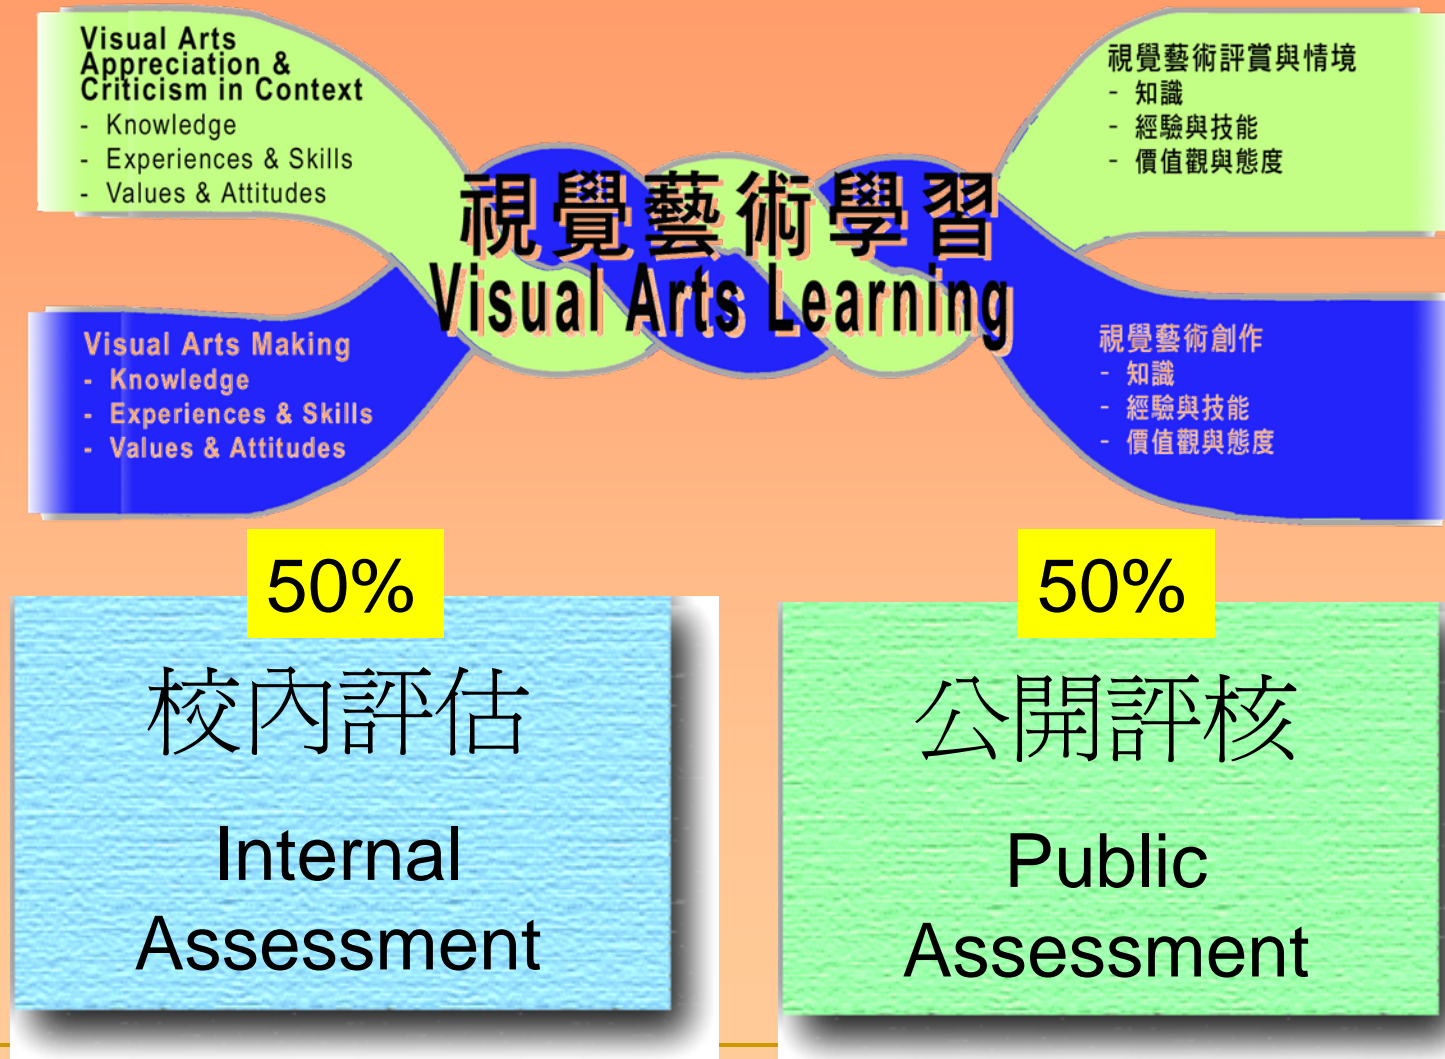 Visual Arts
Appreciation &
Criticism in Context
- Knowledge
- Experiences & Skills
- Values & Attitudes
視覺藝術評賞與情境
- 知識
- 經驗與技能
- 價值觀與態度
視覺藝術學習
Visual Arts Learning
Visual Arts Making
- Knowledge
- Experiences & Skills
- Values & Attitudes
視覺藝術創作
- 知識
- 經驗與技能
- 價值觀與態度
50%
校內評估
Internal
Assessment
50%
公開評核
Public
Assessment